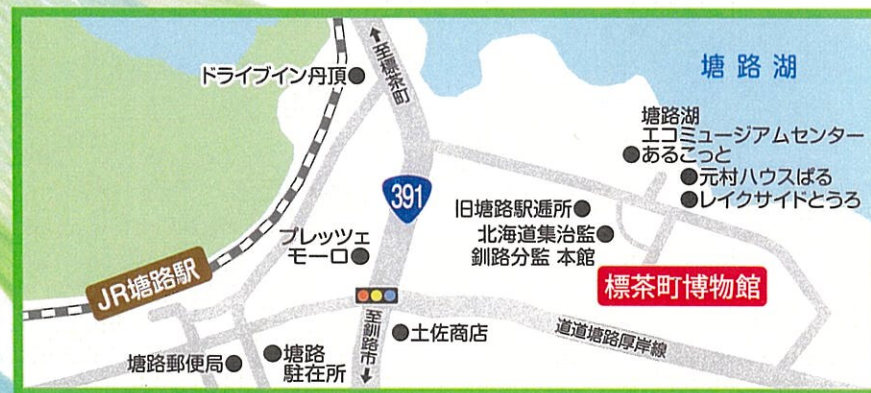 ドライブイン丹頂
至標茶町
塘路湖
塘路湖
エコミュージアムセンター
あるこっと
元村ハウスぱる
レイクサイドとうろ
391
旧塘路駅逓所
北海道集治監
釧路分監 本館
プレッツェ
モーロ
JR塘路駅
標茶町博物館
至釧路市
土佐商店
道道塘路厚岸線
塘路郵便局
塘路
駐在所